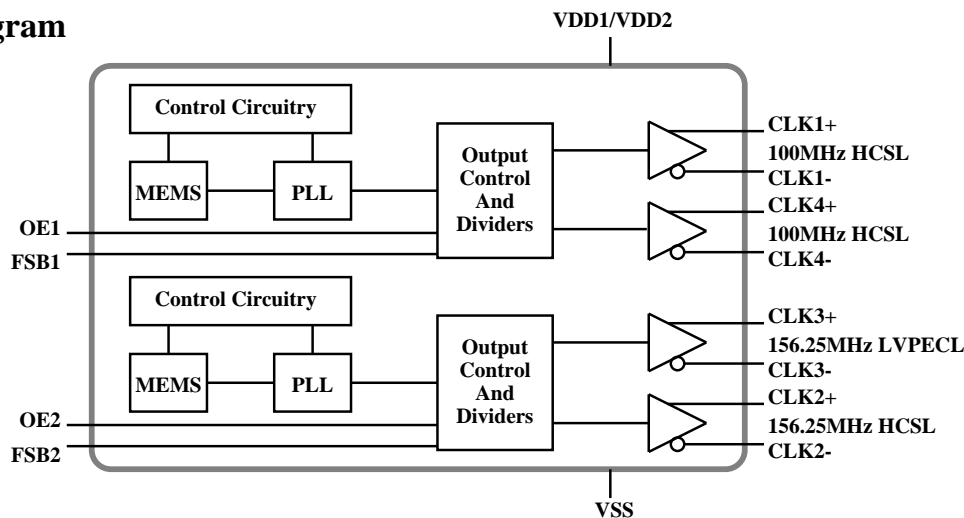 gram
VDD1/VDD2
Control Circuitry
MEMS
PLL
Output
Control
And
Dividers
CLK1+
100MHz HCSL
CLK1-
CLK4+
100MHz HCSL
CLK4-
OE1
FSB1
Control Circuitry
MEMS
PLL
Output
Control
And
Dividers
CLK3+
156.25MHz LVPECL
CLK3-
CLK2+
156.25MHz HCSL
CLK2-
OE2
FSB2
VSS